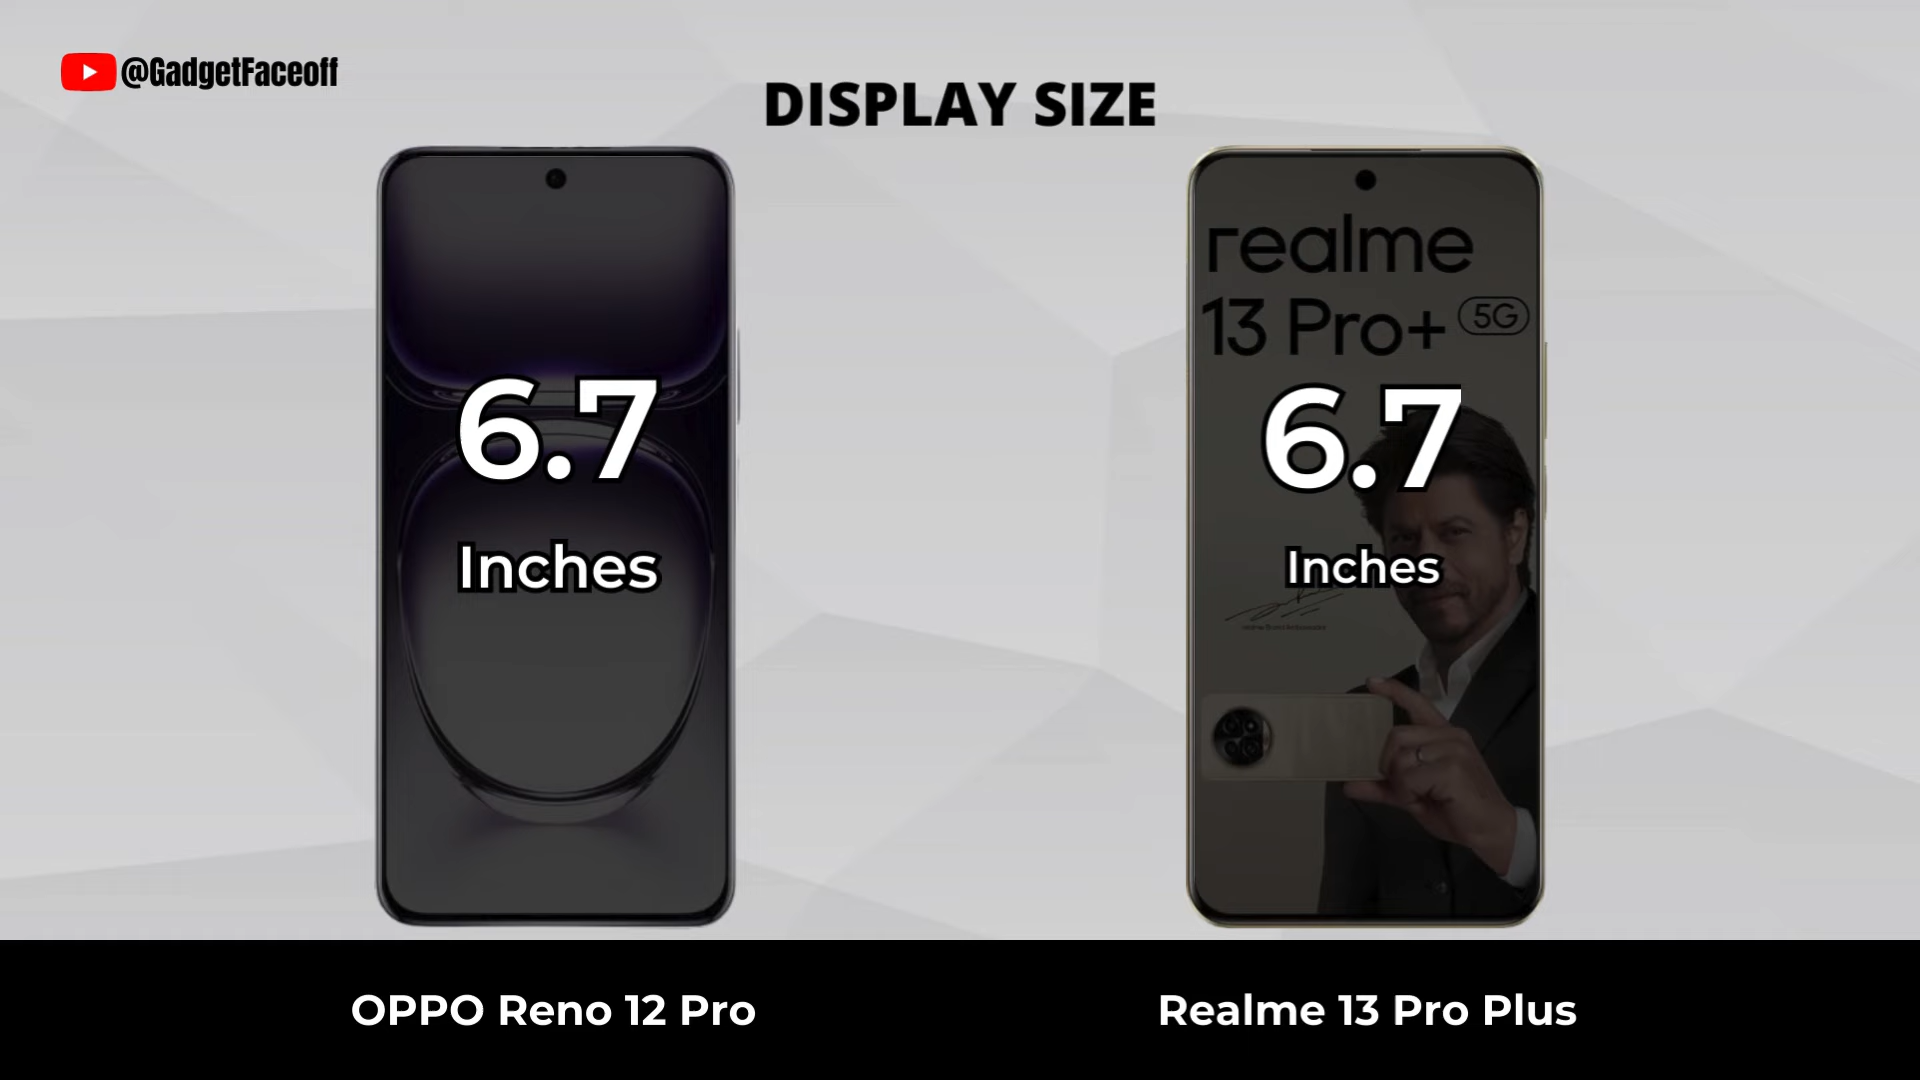 @GadgetFaceoff
DISPLAY SIZE
6.7
Inches
realme
13 Pro+ 5G
6.7
Inches
OPPO Reno 12 Pro
Realme 13 Pro Plus